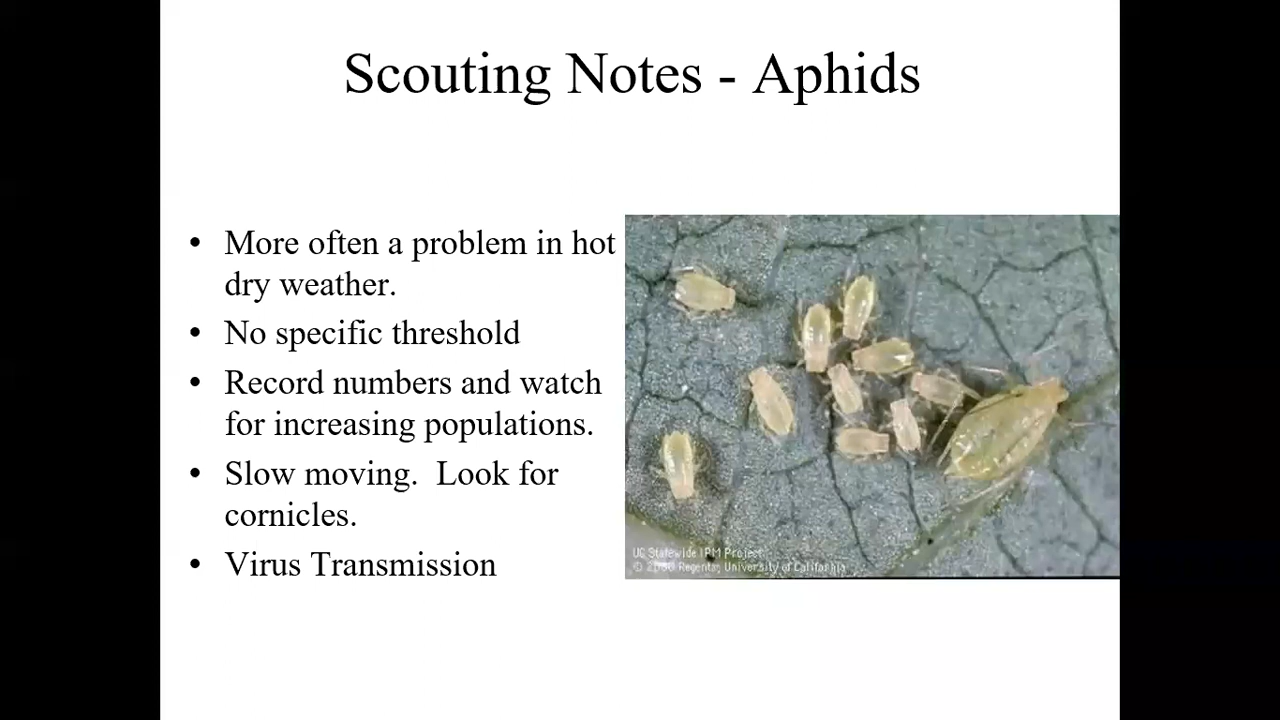 Scouting Notes - Aphids
• More often a problem in hot
dry weather.
• No specific threshold
• Record numbers and watch
for increasing populations.
• Slow moving.  Look for
cornicles.
• Virus Transmission
UC Statewide IPM Project
© 2000 Regents, University of California